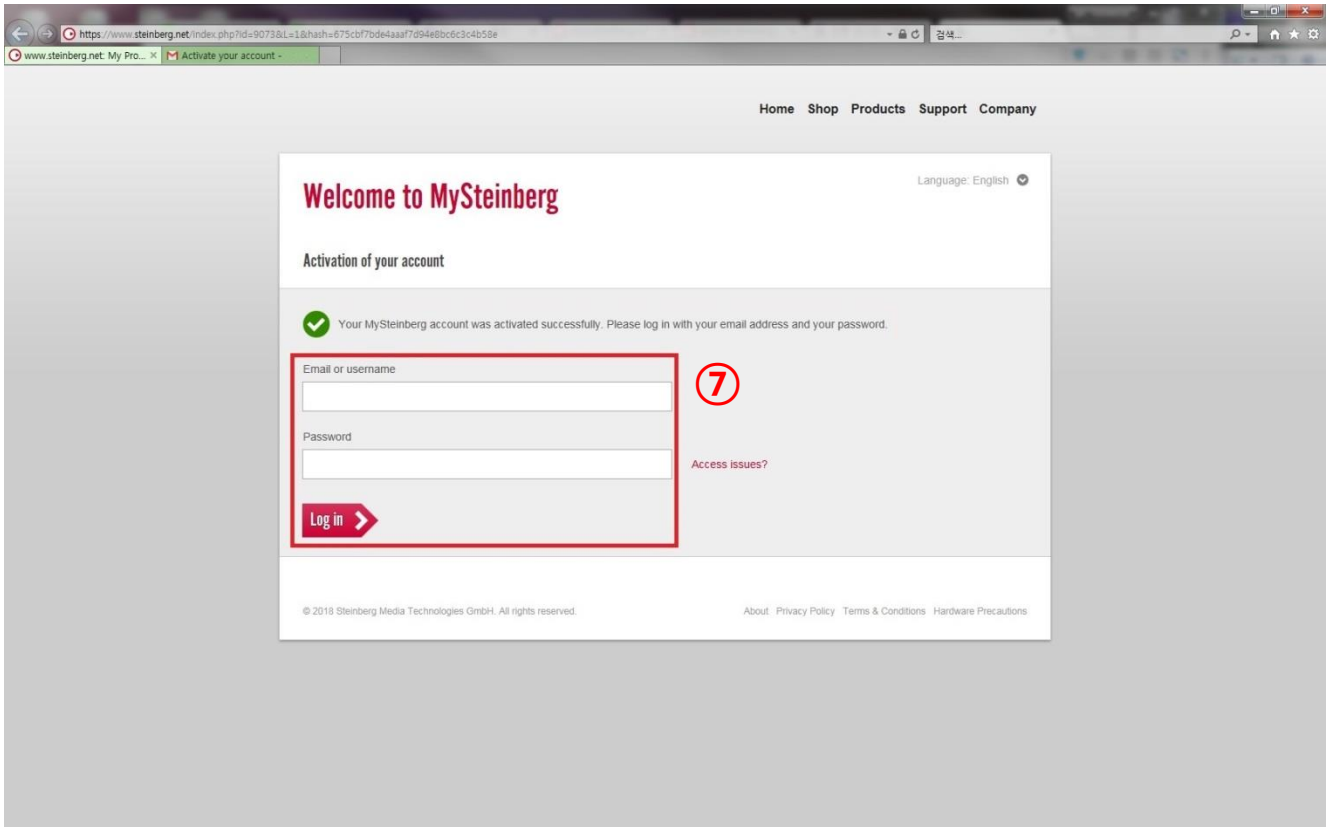 https://www.steinberg.net/index.php?id=9073&L=1&hash=675cbf7bde4aaaf7d94e8bc6c3c4b58e
검색...
www.steinberg.net: My Pro...
Activate your account -
Home Shop Products Support Company
Welcome to MySteinberg
Language: English
Activation of your account
Your MySteinberg account was activated successfully. Please log in with your email address and your password.
Email or username
⑦
Password
Access issues?
Log in
© 2018 Steinberg Media Technologies GmbH. All rights reserved.
About Privacy Policy Terms & Conditions Hardware Precautions